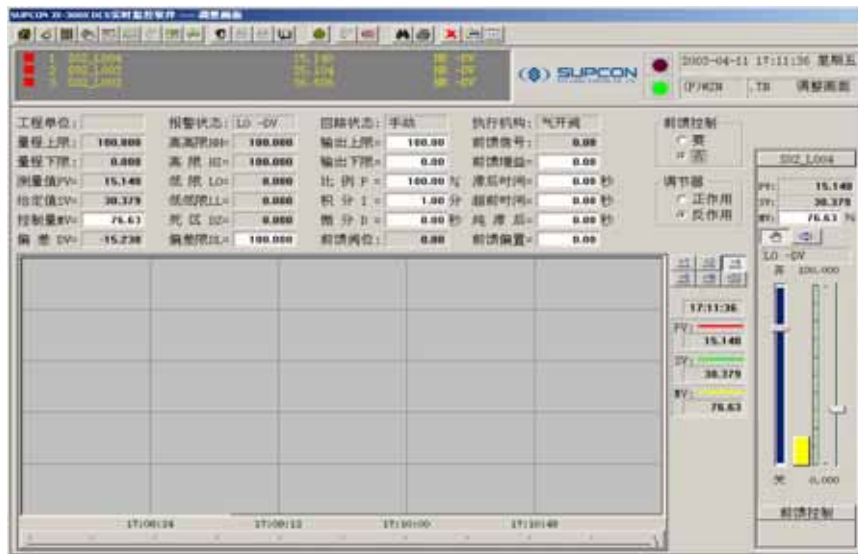 SUPCON JX-300X DCS实时监控软件 --- 调整画面
1 S02_L004 15.140 NR -DV
SUPCON
2003-04-11 17:11:36 星期五
调整画面
工程单位: 报警状态: LO -DV 回路状态: 手动 执行机构: 气开阀 前馈控制
量程上限: 100.000 高高限HH= 100.000 输出上限= 100.00 前馈信号: 0.00 要
量程下限: 0.000 高 限 HI= 100.000 输出下限= 0.00 前馈增益= 0.00 否
测量值PV= 15.140 低 限 LO= 0.000 比 例 P = 100.00 % 滞后时间= 0.00 秒 调节器
给定值SV= 30.379 低低限LL= 0.000 积 分 I = 1.00 分 超前时间= 0.00 秒 正作用
控制量MV= 76.63 死 区 DZ= 0.000 微 分 D = 0.00 秒 纯 滞 后= 0.00 秒 反作用
偏 差 DV= -15.238 偏差限DL= 100.000 前馈阀位: 0.00 前馈偏置= 0.00
S02_L004
PV: 15.140
SV: 30.379
MV: 76.63 %
LO -DV
开 100.000
关 0.000
前馈控制
17:11:36
PV:
15.140
SV:
30.379
MV:
76.63
17:10:00 17:10:48